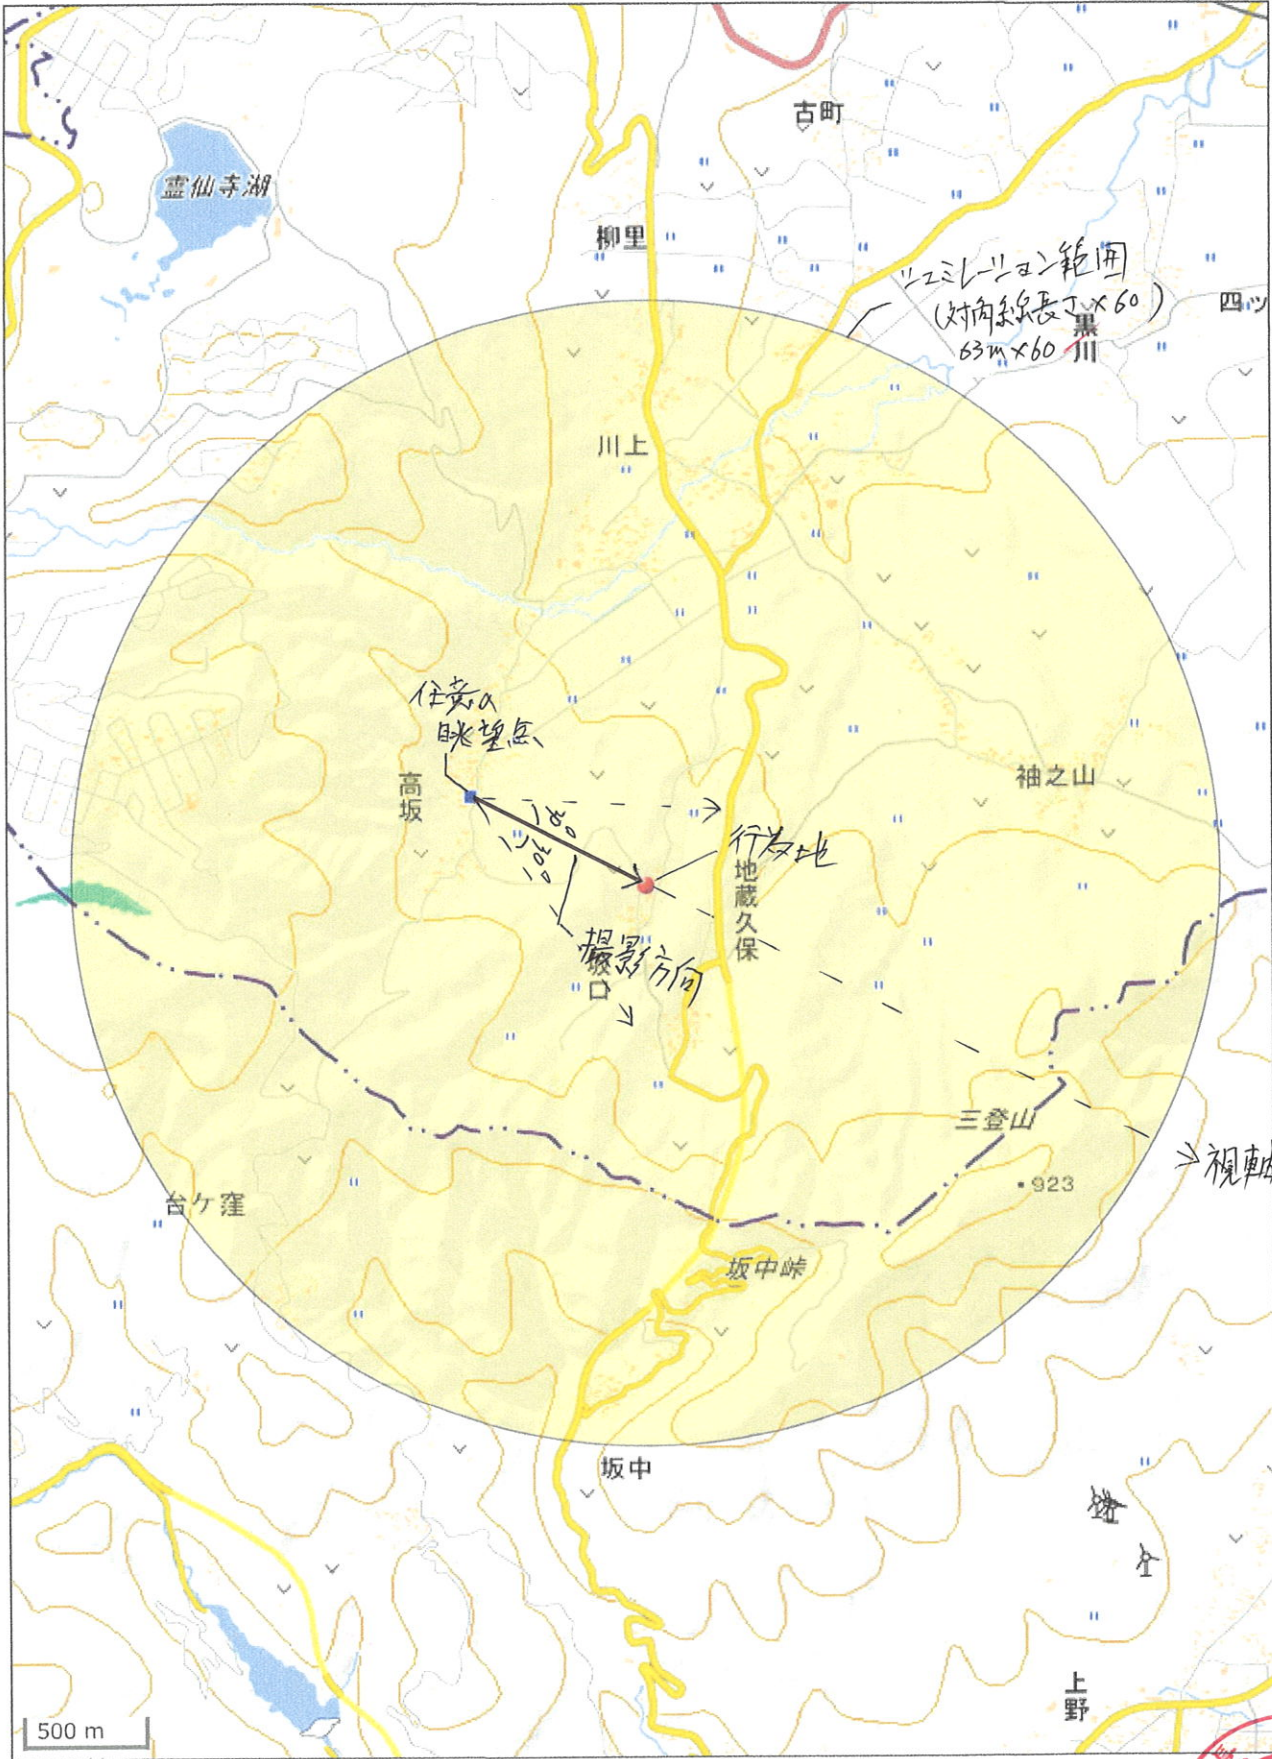 古町
霊仙寺湖
柳里
シュミレーション範囲
(対角線長さ×60)
63m×60
黒川
四ッ
川上
任意の
眺望点
高坂
袖之山
30°
30°
行為地
地蔵久保
撮影方向
坂口
三登山
→視軸
・923
台ケ窪
坂中峠
坂中
上野
500 m